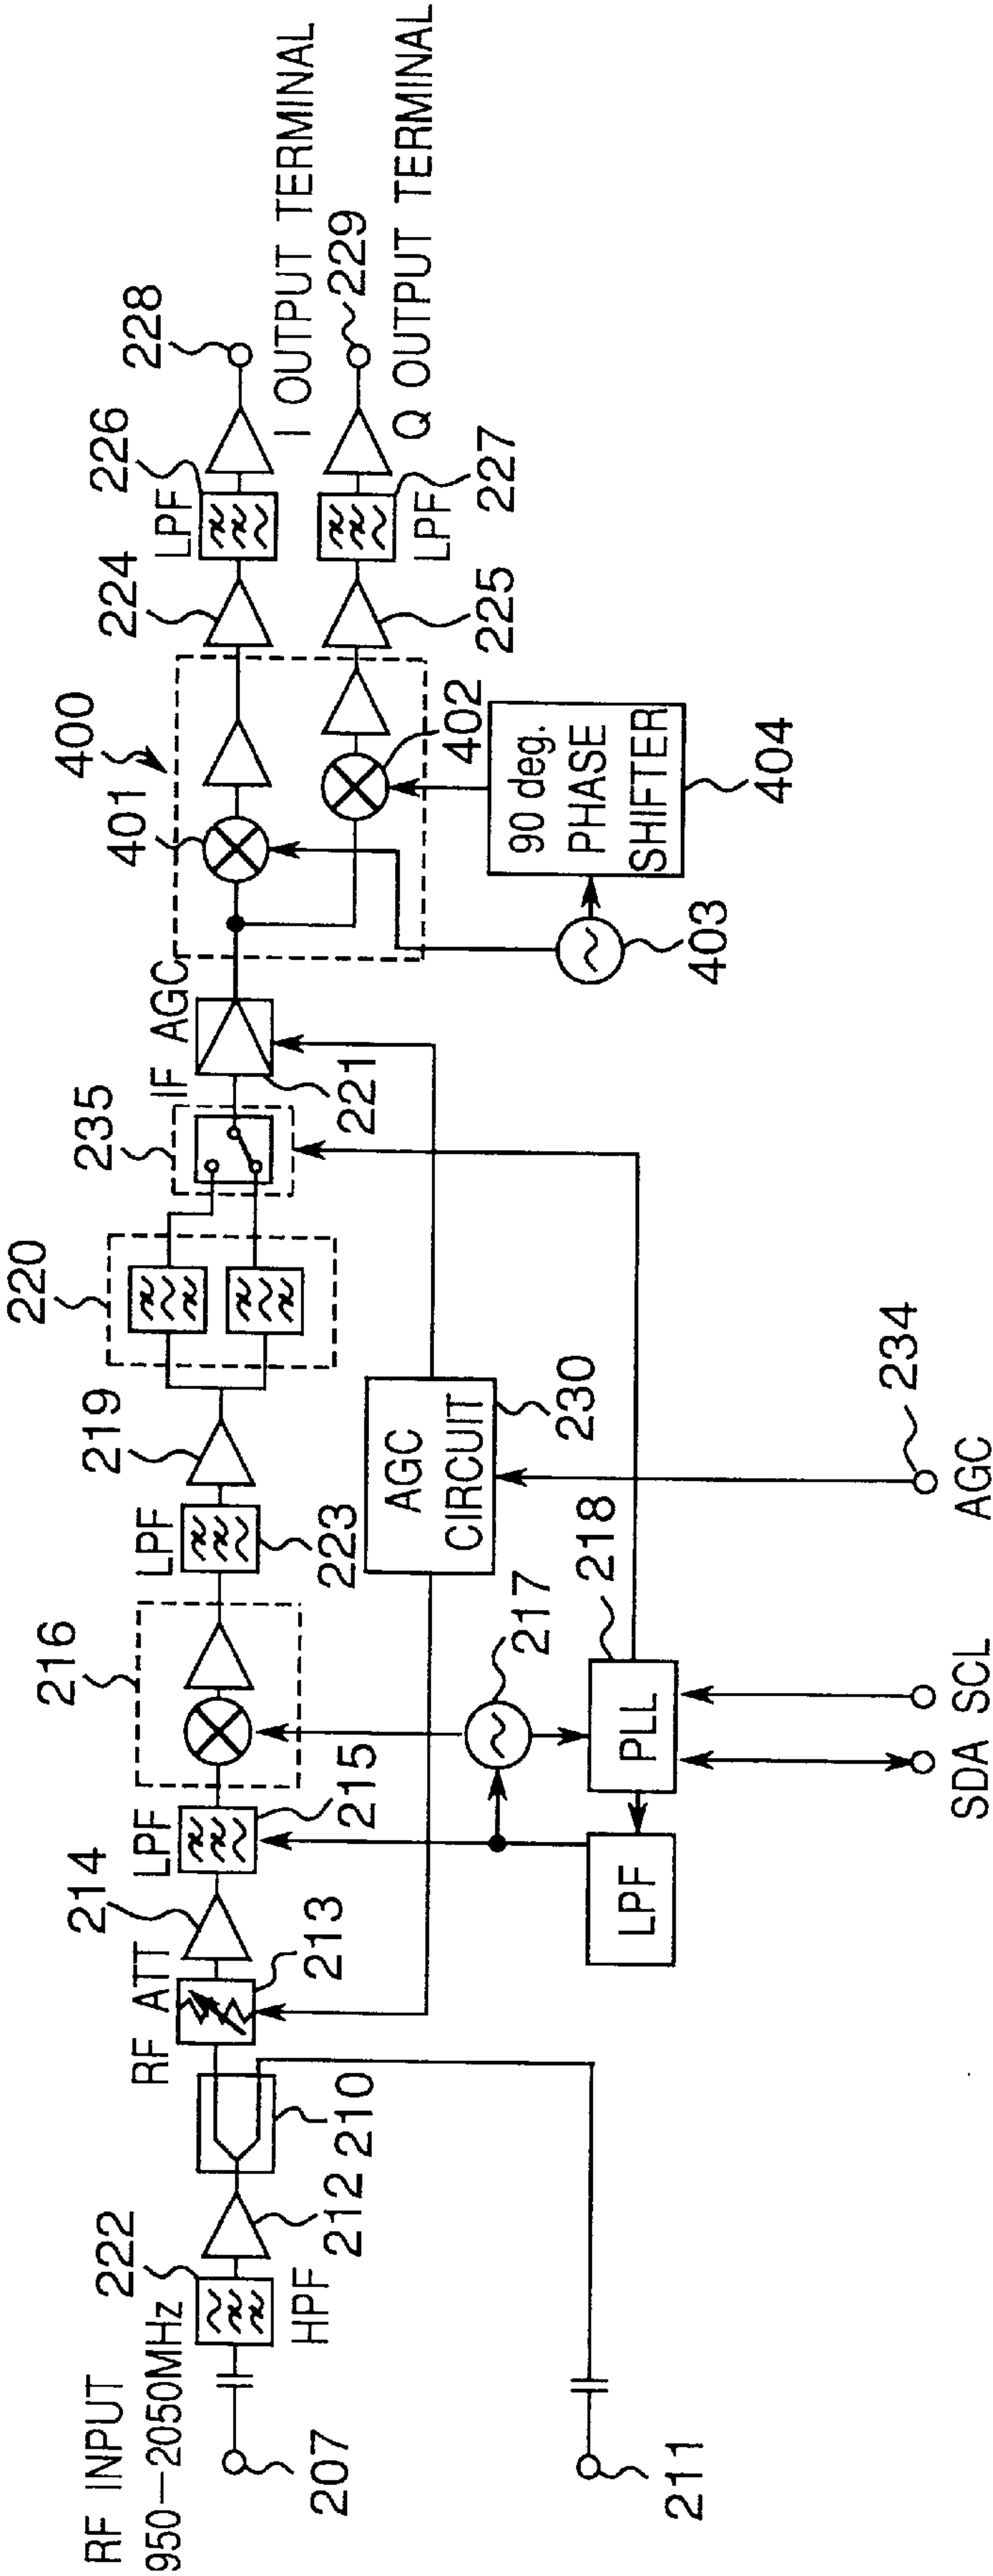 RF INPUT
950-2050MHz
207
222
HPF
212
210
211
RF ATT
213
214
LPF
215
216
217
LPF
223
219
220
235
IF AGC
221
AGC
CIRCUIT
230
218
PLL
LPF
SDA
SCL
AGC
234
400
401
402
403
90 deg.
PHASE
SHIFTER
404
224
225
LPF
226
LPF
227
228
I OUTPUT TERMINAL
229
Q OUTPUT TERMINAL